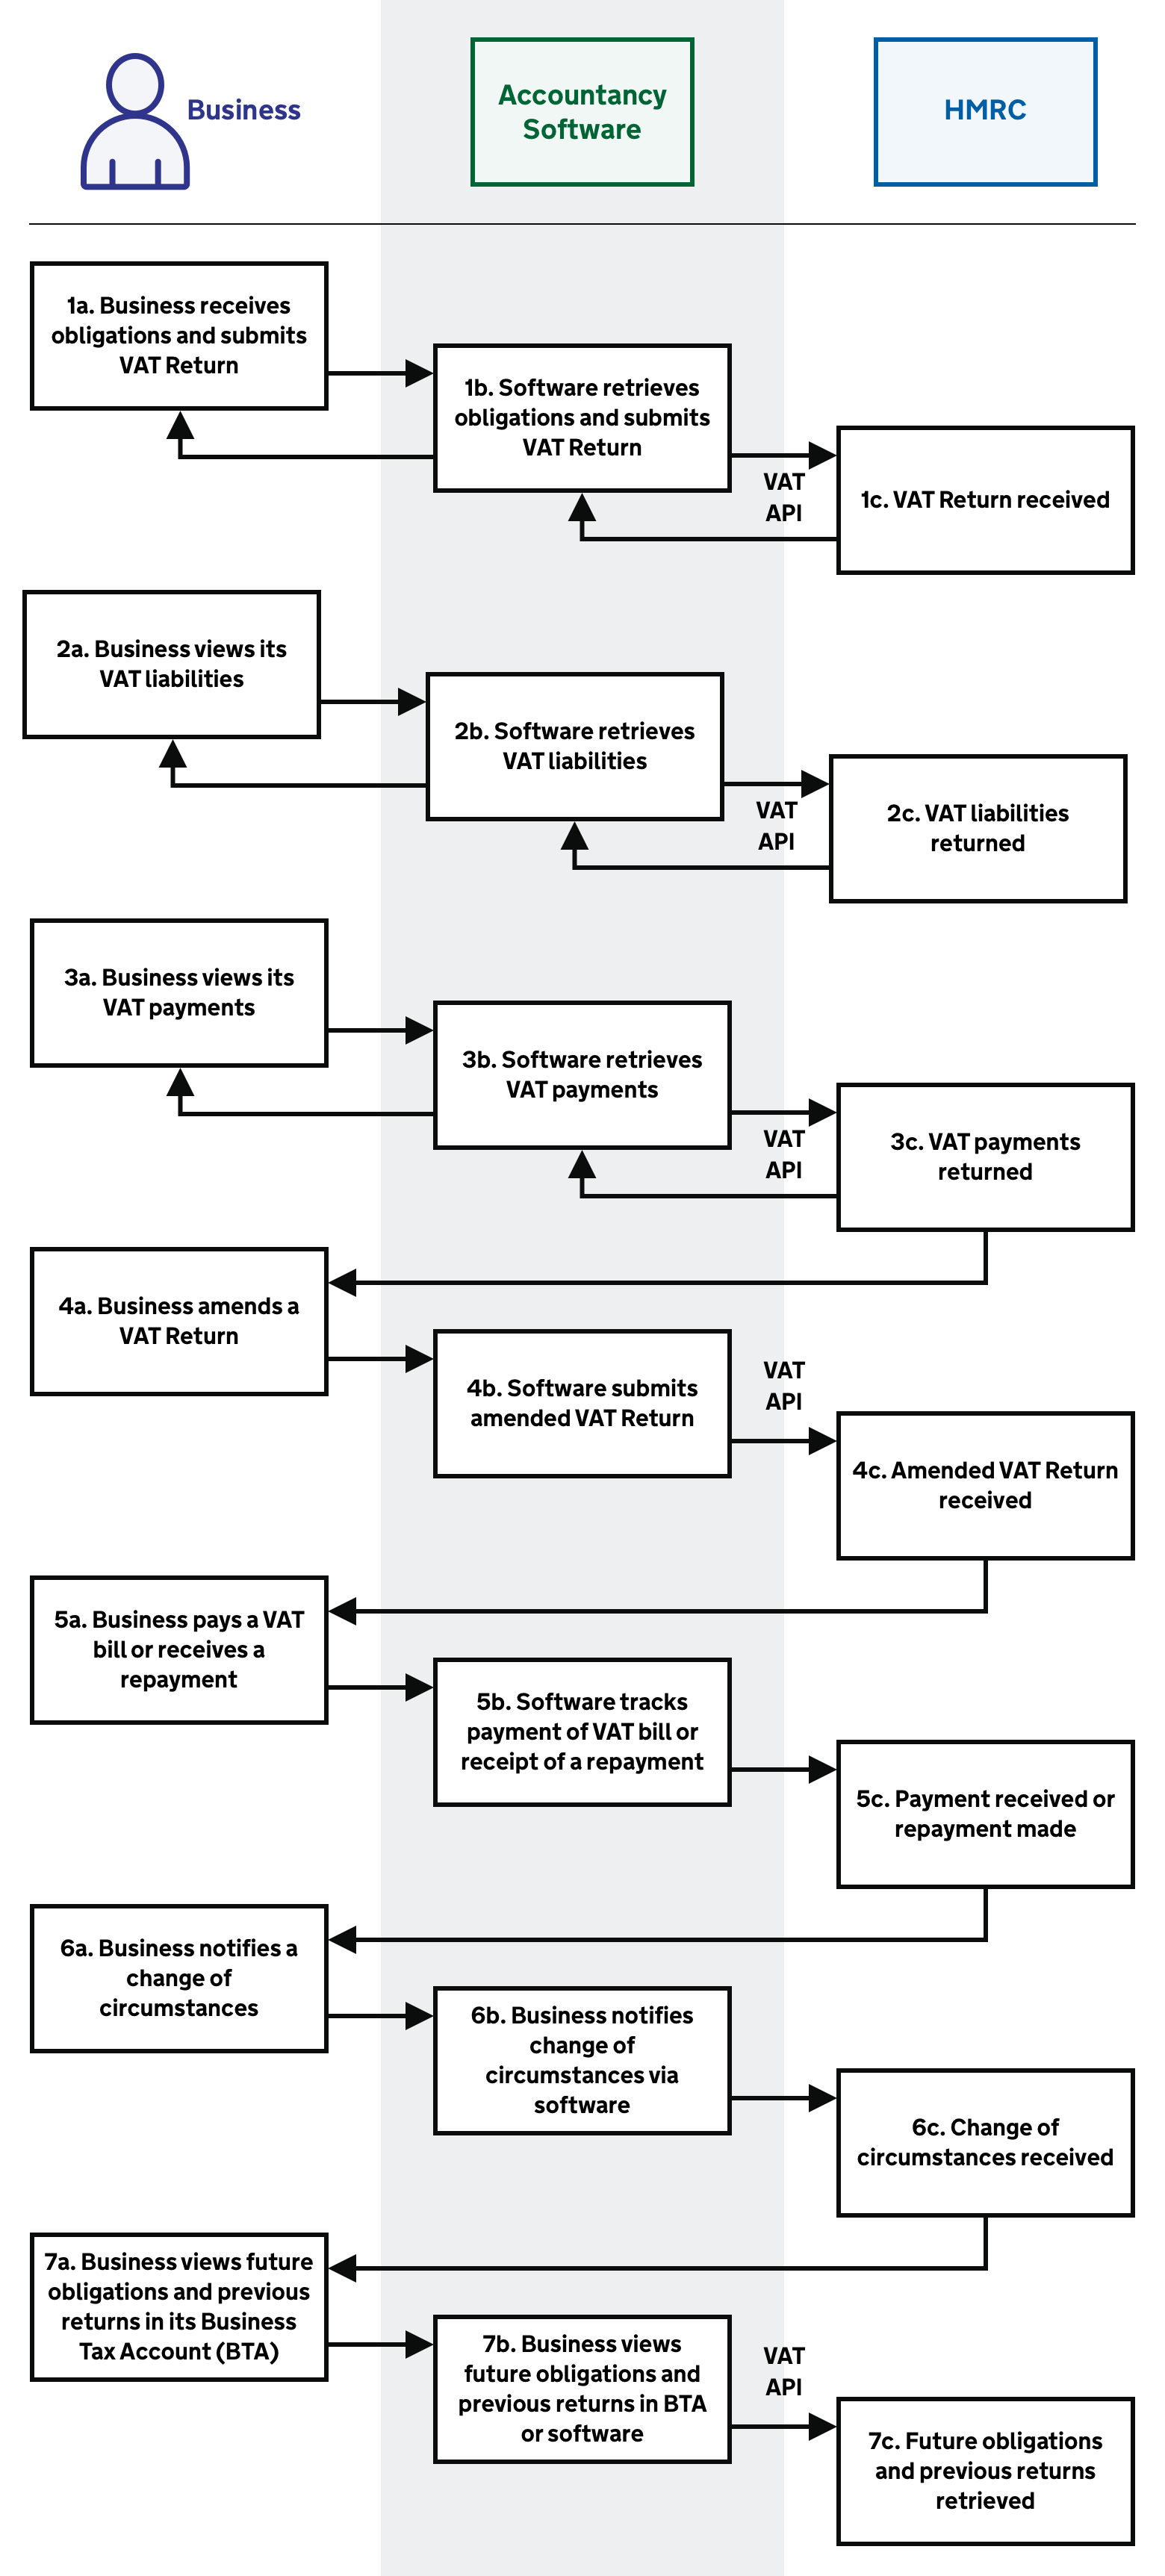 Business
Accountancy
Software
HMRC
1a. Business receives
obligations and submits
VAT Return
1b. Software retrieves
obligations and submits
VAT Return
VAT
API
1c. VAT Return received
2a. Business views its
VAT liabilities
2b. Software retrieves
VAT liabilities
VAT
API
2c. VAT liabilities
returned
3a. Business views its
VAT payments
3b. Software retrieves
VAT payments
VAT
API
3c. VAT payments
returned
4a. Business amends a
VAT Return
4b. Software submits
amended VAT Return
VAT
API
4c. Amended VAT Return
received
5a. Business pays a VAT
bill or receives a
repayment
5b. Software tracks
payment of VAT bill or
receipt of a repayment
5c. Payment received or
repayment made
6a. Business notifies a
change of
circumstances
6b. Business notifies
change of
circumstances via
software
6c. Change of
circumstances received
7a. Business views future
obligations and previous
returns in its Business
Tax Account (BTA)
7b. Business views
future obligations and
previous returns in BTA
or software
VAT
API
7c. Future obligations
and previous returns
retrieved